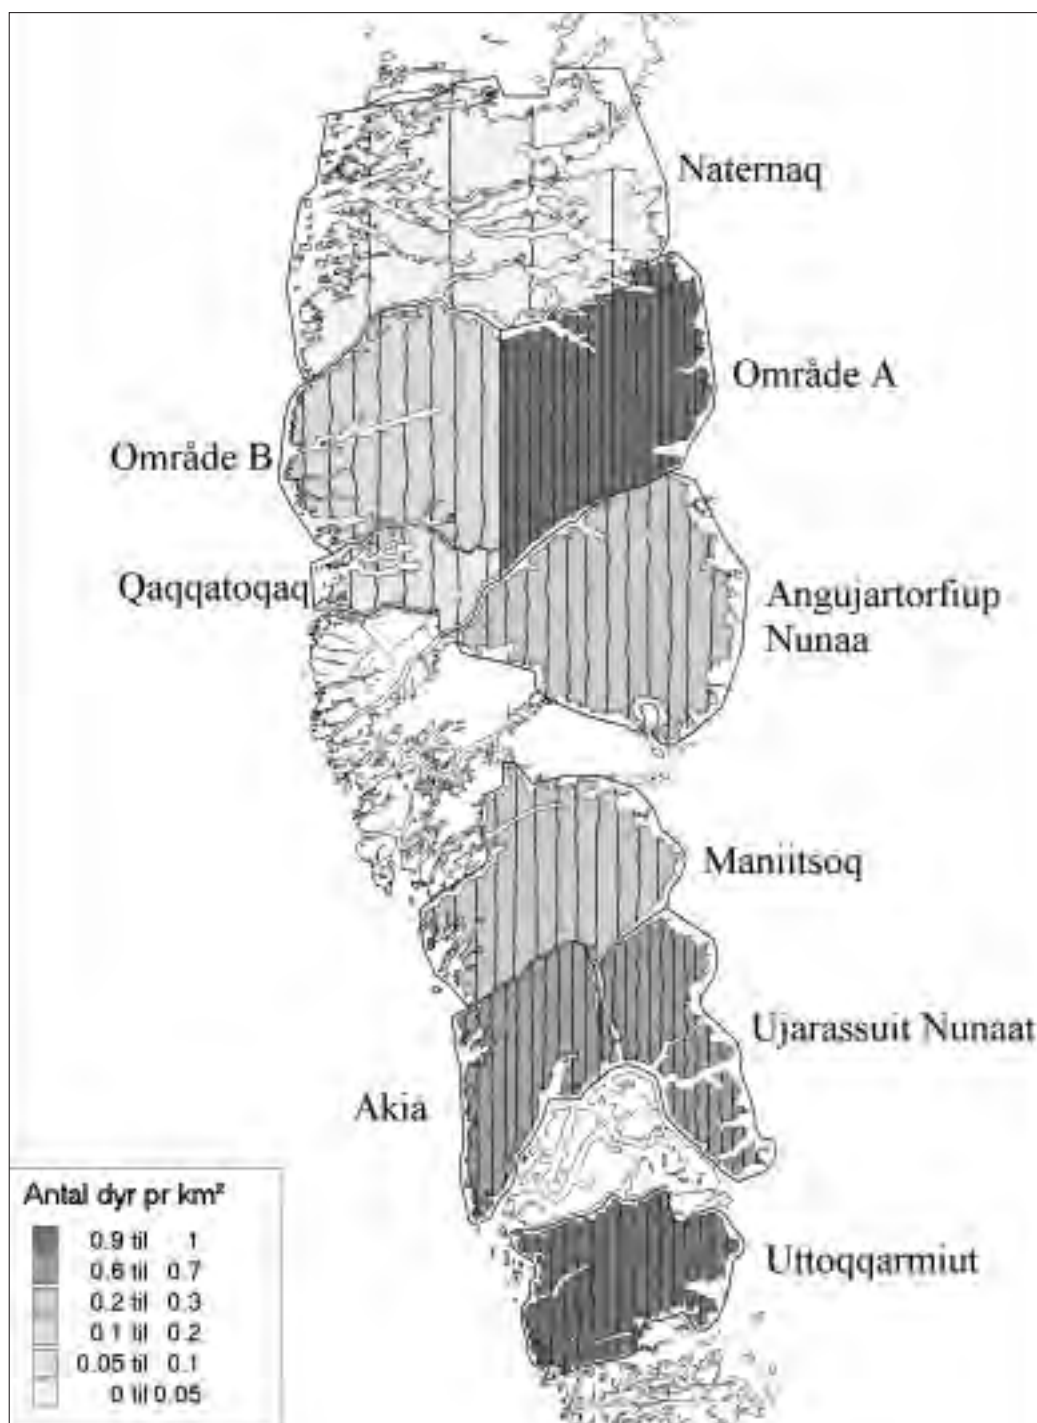 Naternaq
Område A
Område B
Qaqqatoqaq
Angujartorfiup
Nunaa
Maniitsoq
Ujarassuit Nunaat
Akia
Uttoqqarmiut
Antal dyr pr km²
0.9 til 1
0.6 til 0.7
0.2 til 0.3
0.1 til 0.2
0.05 til 0.1
0 til 0.05